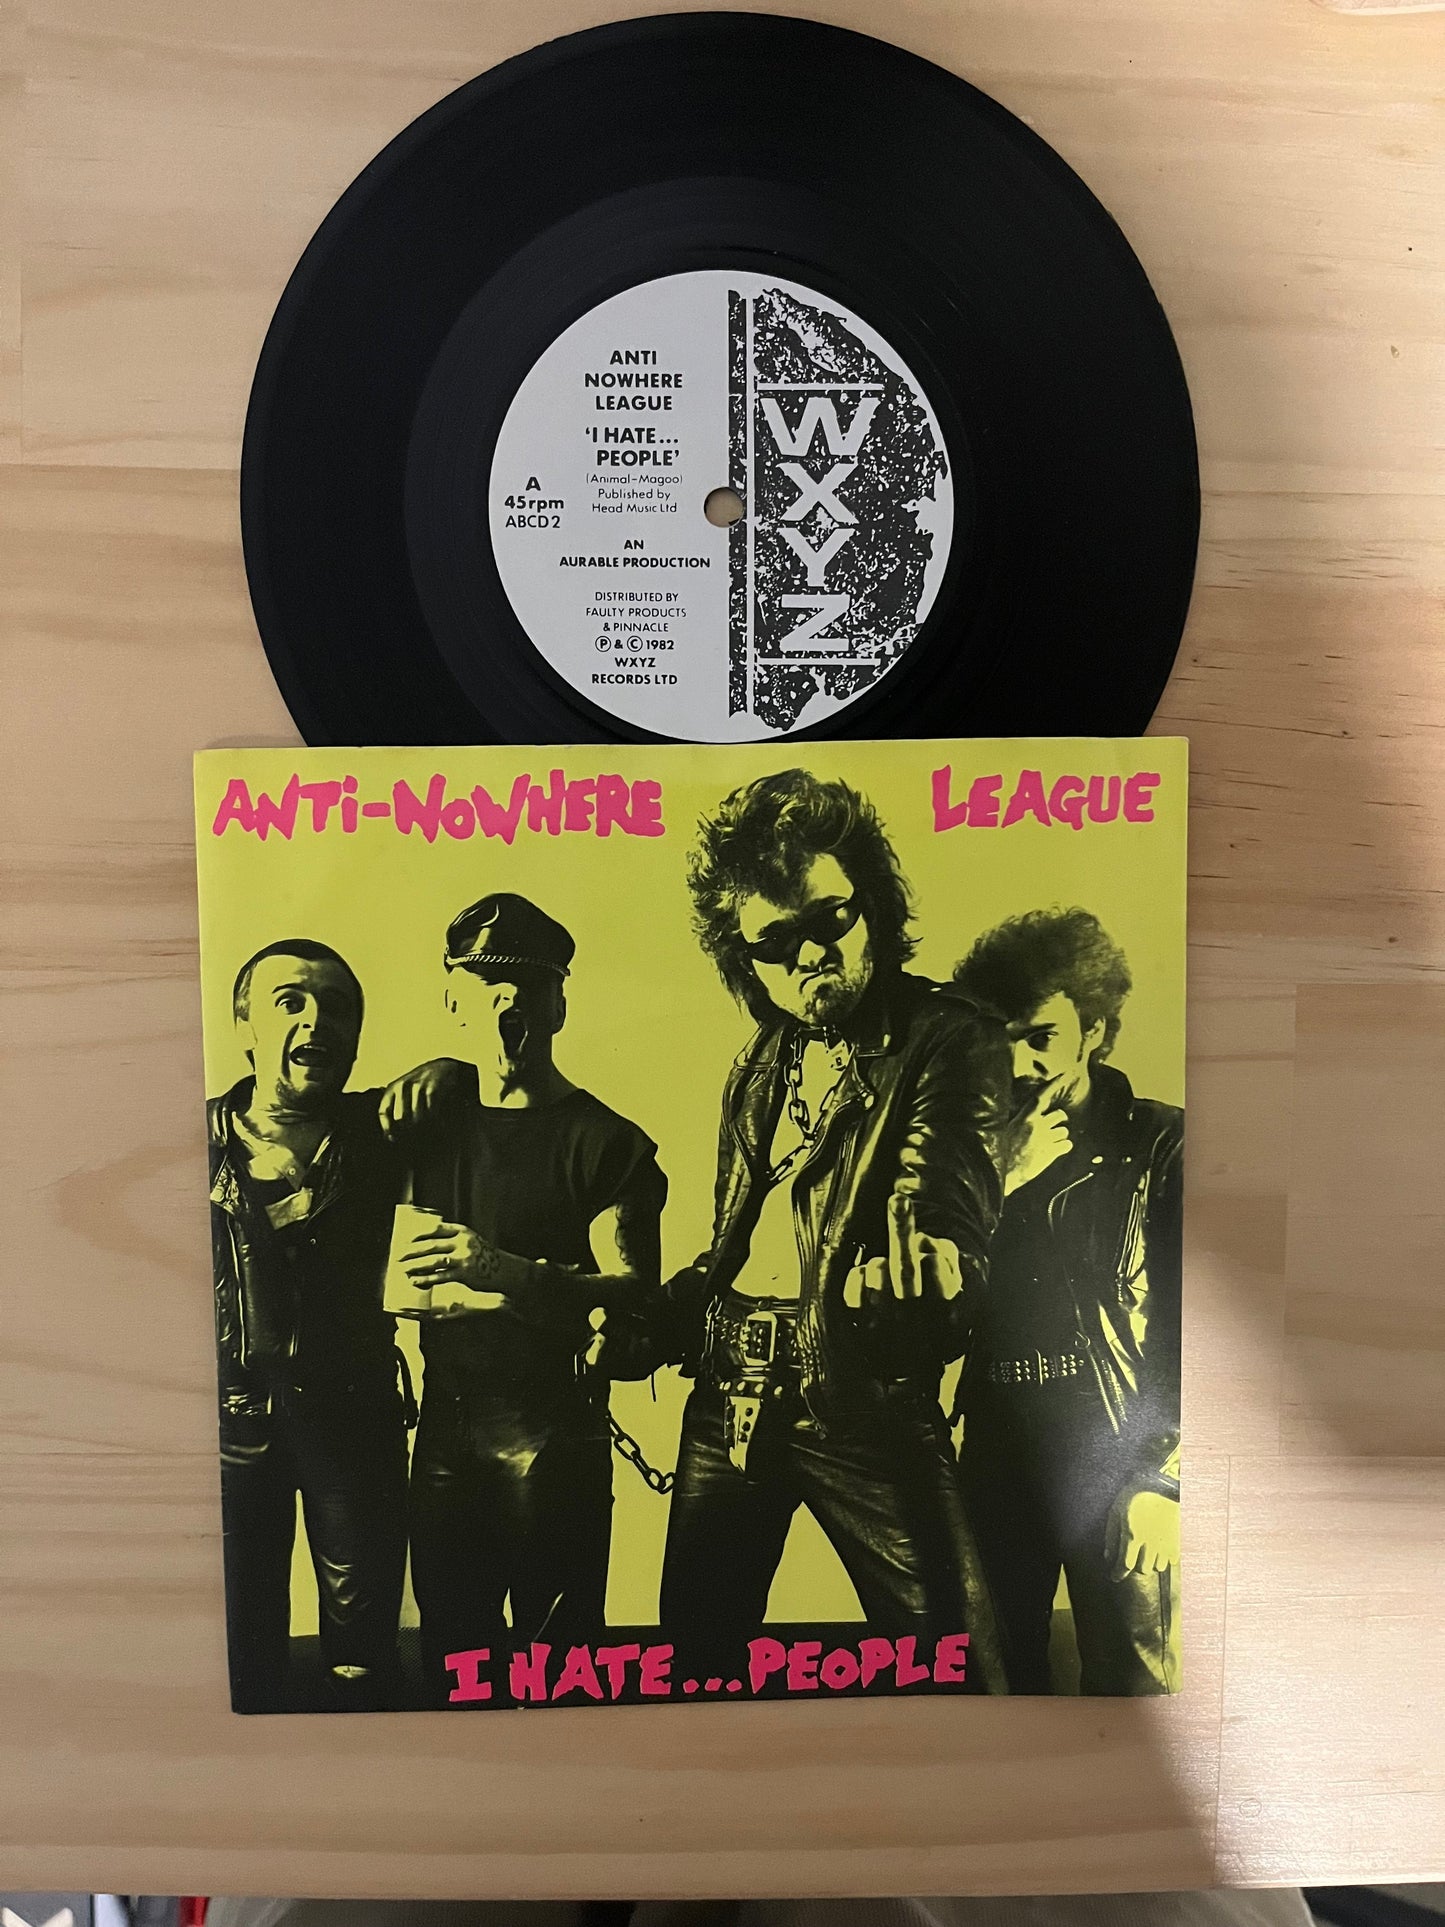 ANTI
NOWHERE
LEAGUE
‘I HATE...
PEOPLE’
(Animal–Magoo)
Published by
Head Music Ltd
A
45rpm
ABCD 2
AN
AURABLE PRODUCTION
DISTRIBUTED BY
FAULTY PRODUCTS
& PINNACLE
Ⓟ & © 1982
WXYZ
RECORDS LTD
WXYZ
ANTi-NoWHERE LEAGUE
I HATE...PEOPLE